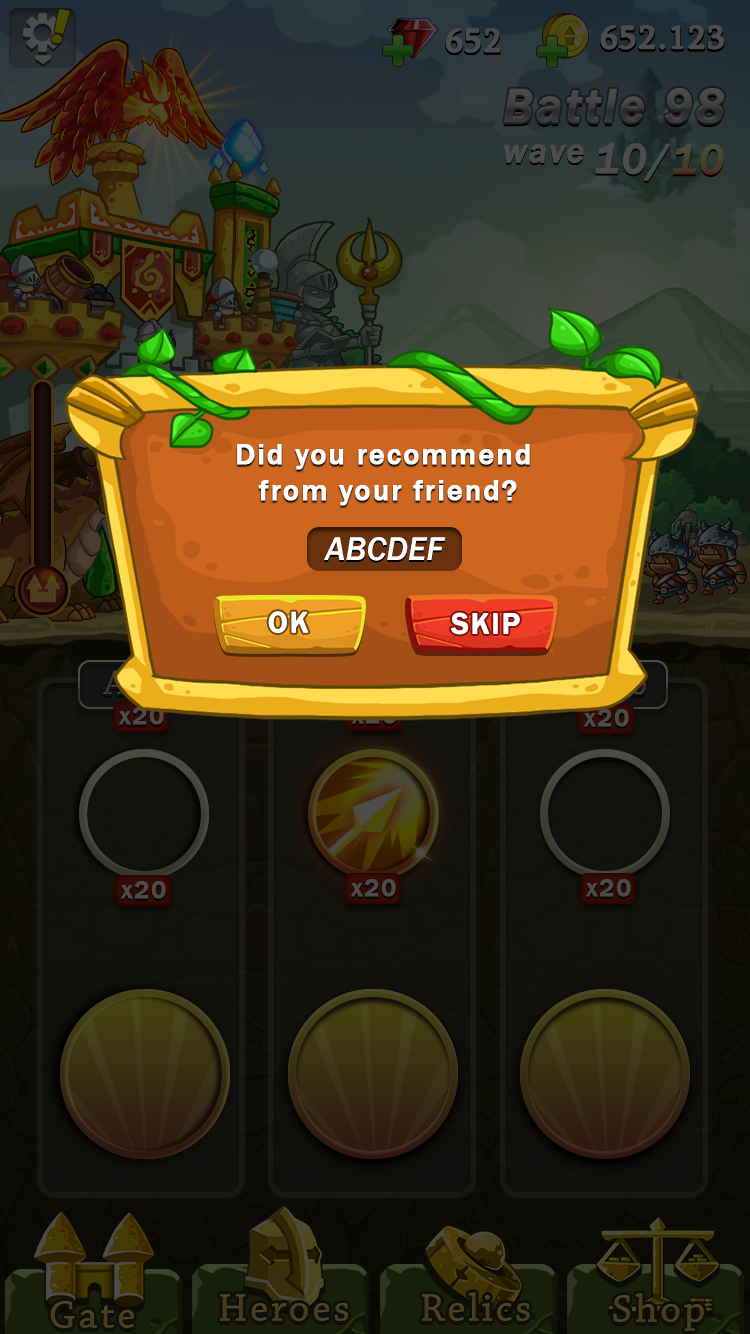 652
652.123
Battle 98
wave 10/10
Did you recommend
from your friend?
ABCDEF
OK
SKIP
x20
x20
x20
x20
x20
Gate
Heroes
Relics
Shop